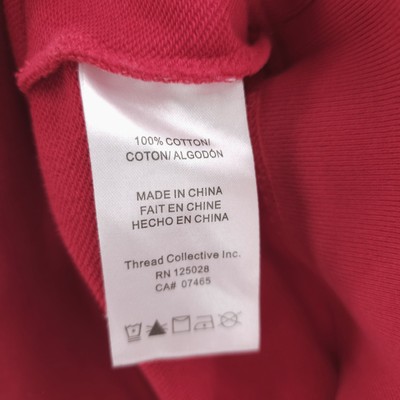 100% COTTON/
COTON/ALGODÓN
MADE IN CHINA
FAIT EN CHINE
HECHO EN CHINA
Thread Collective Inc.
RN 125028
CA# 07465